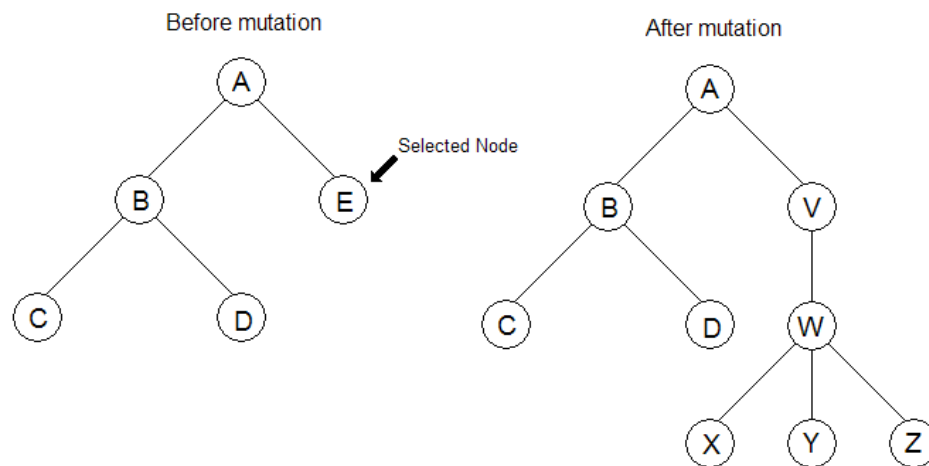 Before mutation
After mutation
A
A
Selected Node
B
E
B
V
C
D
C
D
W
X
Y
Z